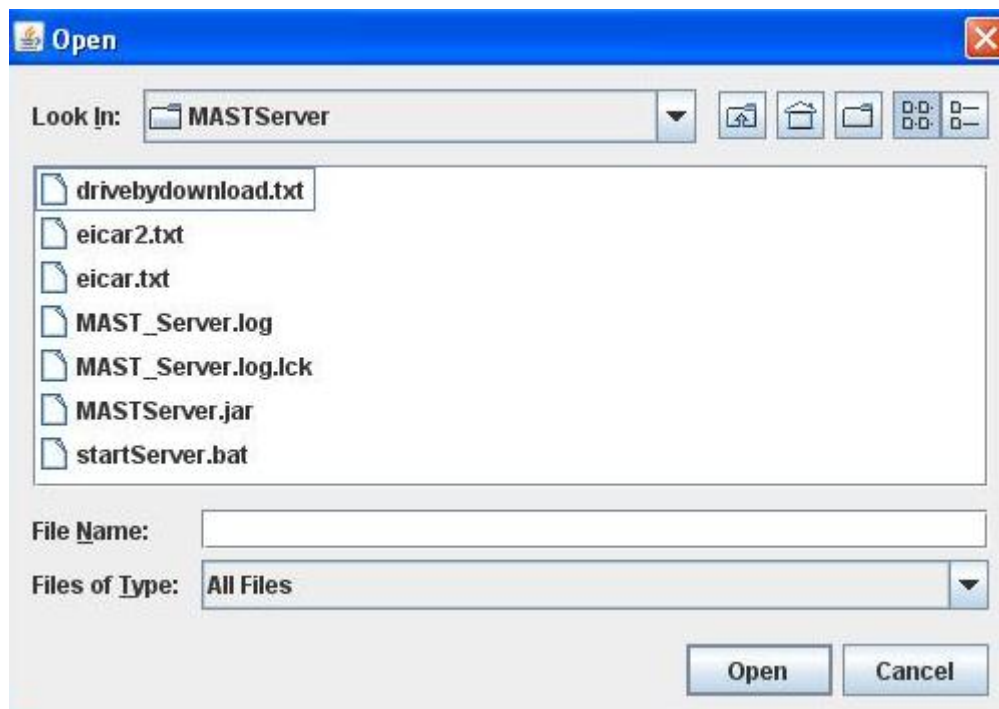 Open
Look In: MASTServer
drivebydownload.txt
eicar2.txt
eicar.txt
MAST_Server.log
MAST_Server.log.lck
MASTServer.jar
startServer.bat
File Name:
Files of Type: All Files
Open Cancel